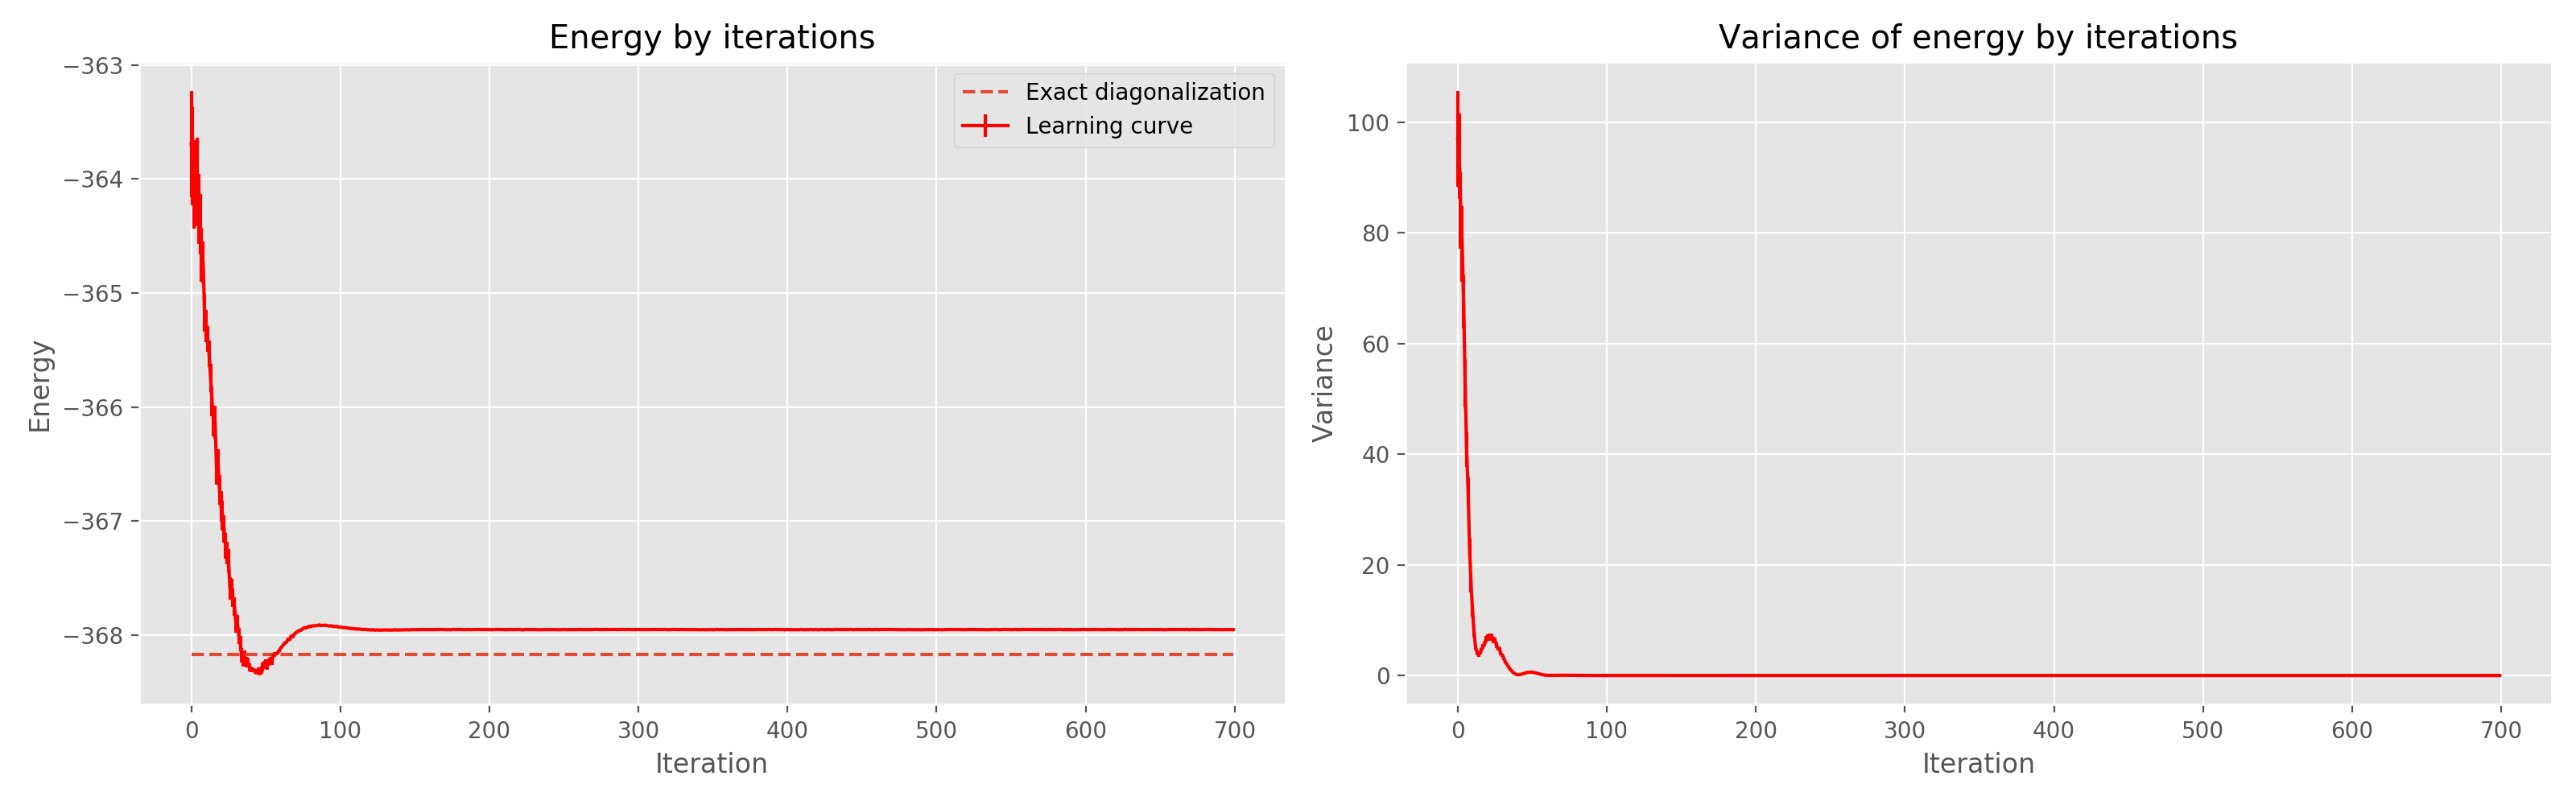 Energy by iterations
−363
−364
−365
−366
−367
−368
Energy
Exact diagonalization
Learning curve
0 100 200 300 400 500 600 700
Iteration
Variance of energy by iterations
100
80
60
40
20
0
Variance
0 100 200 300 400 500 600 700
Iteration